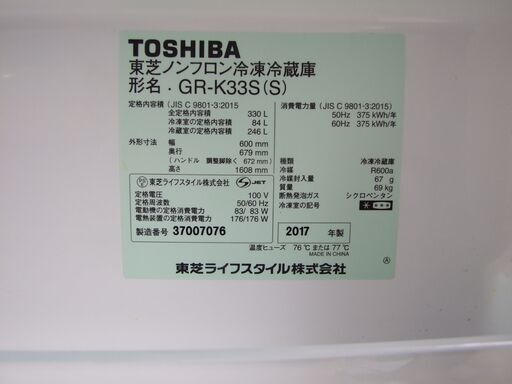 TOSHIBA
東芝ノンフロン冷凍冷蔵庫
形名 . GR-K33S(S)
定格内容積 (JIS C 9801-3:2015)
全定格内容積 330 L
冷凍室の定格内容積 84 L
冷蔵室の定格内容積 246 L
外形寸法 幅 600 mm
奥行 679 mm
(ハンドル 調整脚除く 672 mm)
高さ 1608 mm
東芝ライフスタイル株式会社 JET
定格電圧 100 V
定格周波数 50/60 Hz
電動機の定格消費電力 83/ 83 W
電熱装置の定格消費電力 176/176 W
製造番号 37007076
消費電力量 (JIS C 9801-3:2015)
50Hz 375 kWh/年
60Hz 375 kWh/年
種類 冷凍冷蔵庫
冷媒 R600a
冷媒封入量 67 g
質量 69 kg
断熱発泡ガス シクロペンタン
冷凍室の記号
2017 年製
温度ヒューズ 76℃ または 77℃
MADE IN CHINA
東芝ライフスタイル株式会社
Ⓐ